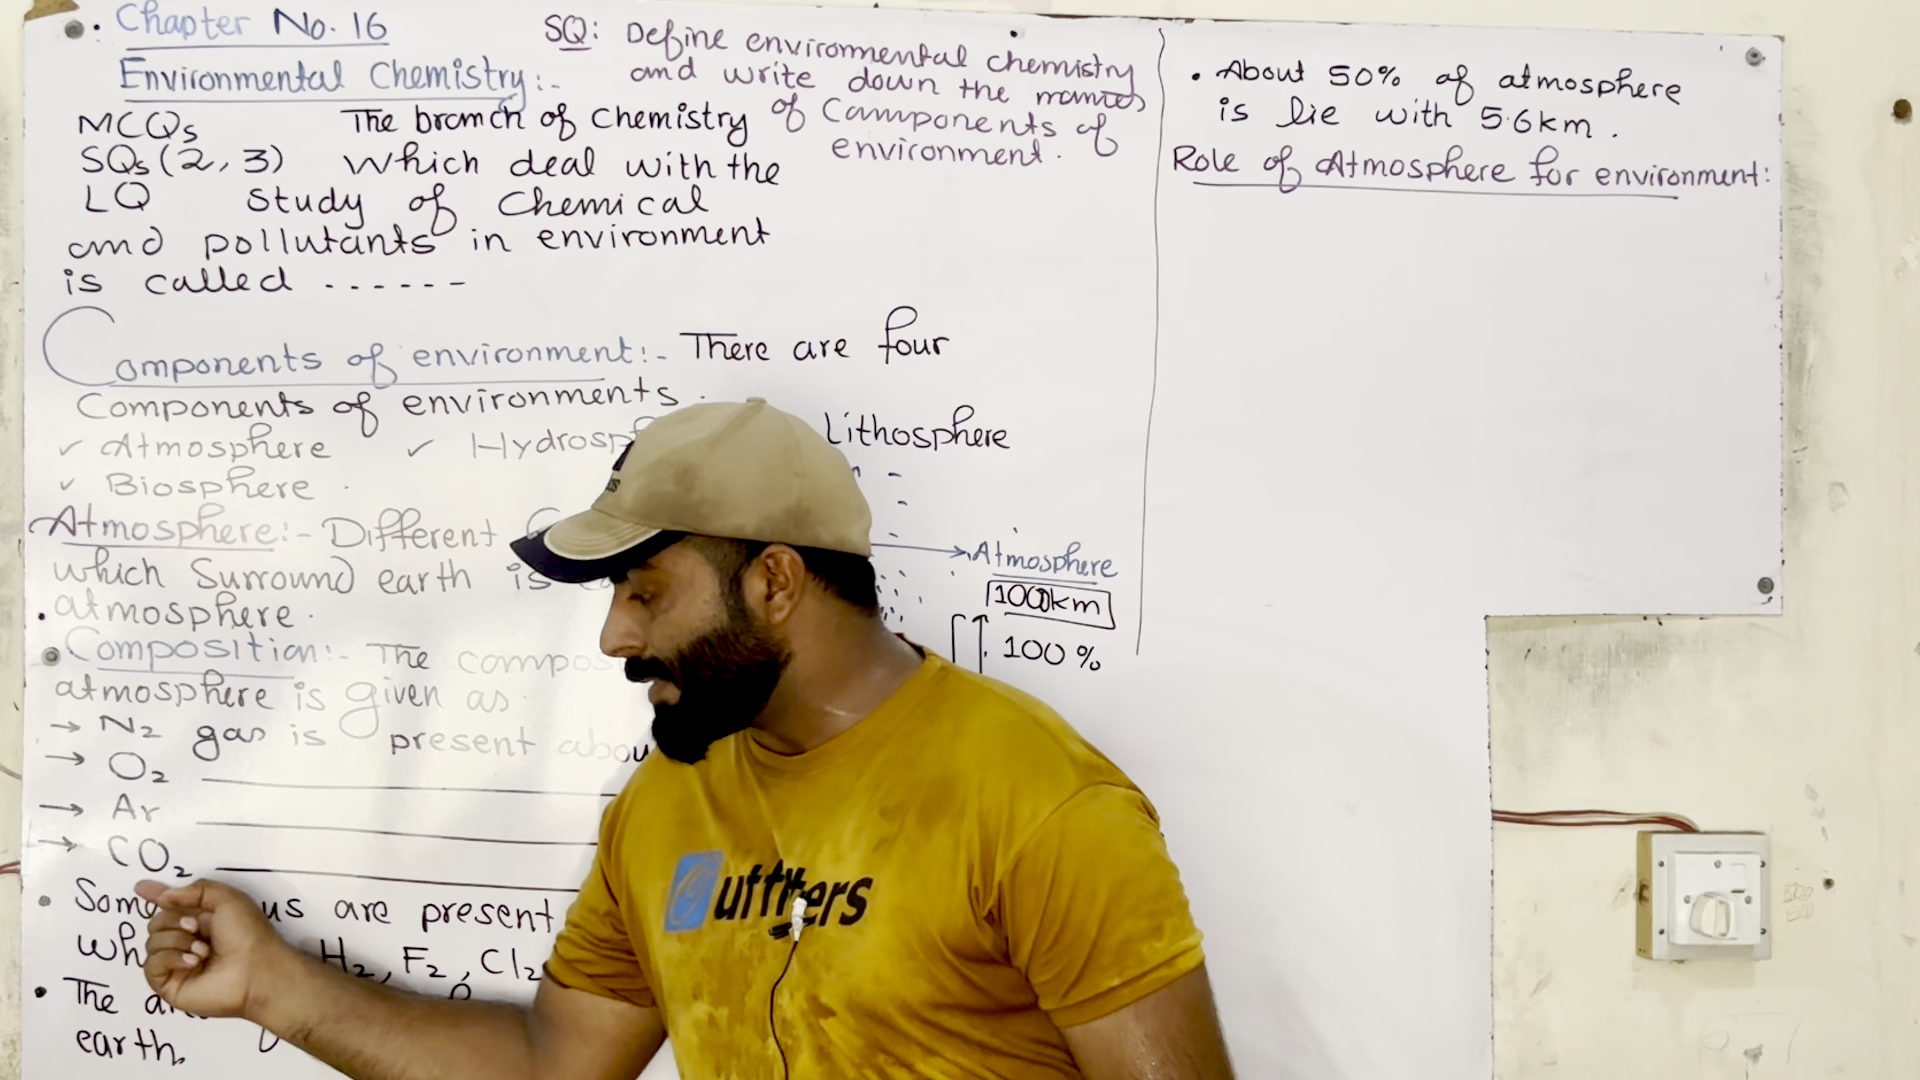 Chapter No. 16
Environmental Chemistry:-
SQ: Define environmental chemistry
and write down the names
of Components of
environment.
MCQs
SQs (2, 3)
LQ
The branch of Chemistry
Which deal with the
study of Chemical
and pollutants in environment
is called ------
Components of environment:- There are four
Components of environments.
✓ Atmosphere ✓ Lithosphere
✓ Biosphere.
Atmosphere:- Different
which Surround earth is
atmosphere.
• Composition:- The
atmosphere is given as.
→ N₂ gas is present
→ O₂
→ Ar
→ CO₂
• are present
H₂, F₂, Cl₂
• The
earth.
Atmosphere
1000km
100 %
• About 50% of atmosphere
is lie with 5.6km.
Role of Atmosphere for environment:
utfitters